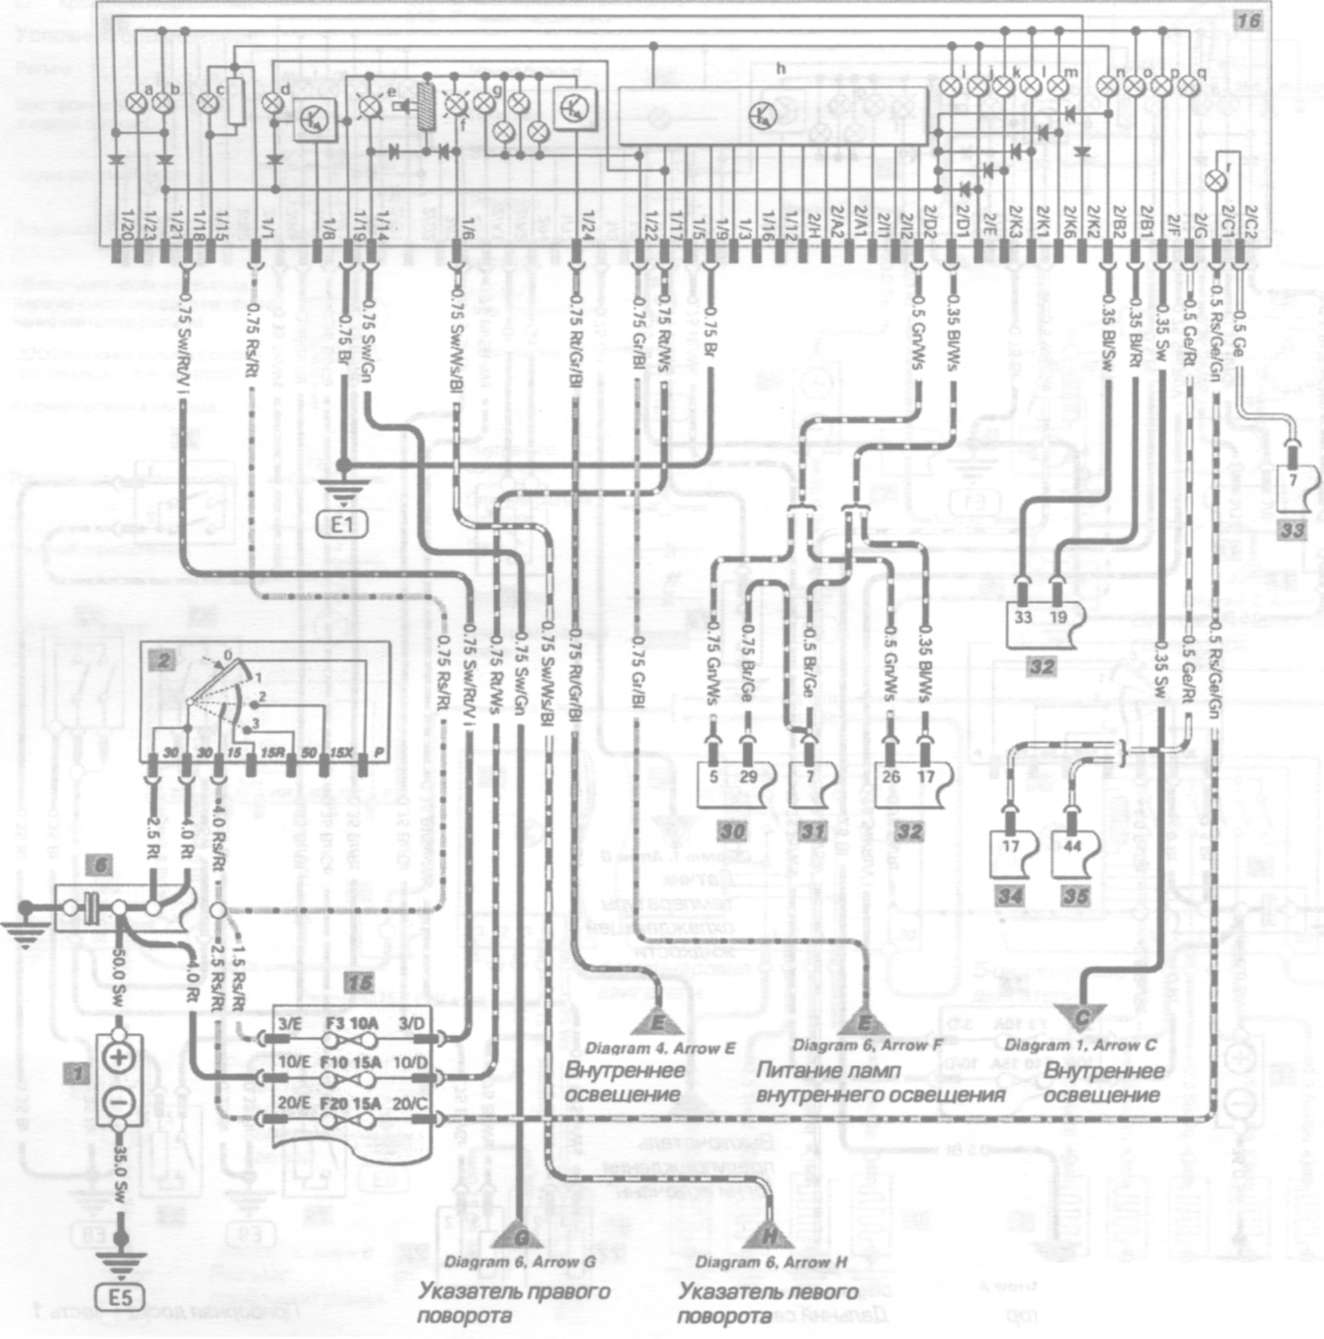 16
h
a
b
c
d
e
f
g
i
j
k
l
m
n
o
p
q
r
1/20
1/23
1/21
1/18
1/15
1/1
1/8
1/19
1/14
1/6
1/24
1/22
1/17
1/5
1/9
1/3
1/16
1/12
2/H
2/A2
2/A1
2/I1
2/I2
2/D2
2/D1
2/E
2/K3
2/K1
2/K6
2/K2
2/B2
2/B1
2/F
2/G
2/C1
2/C2
0.75 Sw/Rt/Vi
0.75 Rs/Rt
0.75 Br
0.75 Sw/Gn
0.75 Sw/Ws/Bl
0.75 Rt/Gr/Bl
0.75 Gr/Bl
0.75 Rt/Ws
0.75 Br
0.5 Gn/Ws
0.35 Bl/Ws
0.35 Bl/Sw
0.35 Bl/Rt
0.35 Sw
0.5 Ge/Rt
0.5 Rs/Ge/Gn
0.5 Ge
7
33
E1
33 19
32
2
0
1
2
3
30 30 15 15R 50 15X P
0.75 Rs/Rt
0.75 Sw/Rt/Vi
0.75 Rt/Ws
0.75 Sw/Gn
0.75 Sw/Ws/Bl
0.75 Rt/Gr/Bl
0.75 Gr/Bl
0.75 Gn/Ws
0.75 Br/Ge
0.5 Br/Ge
0.5 Gn/Ws
0.35 Bl/Ws
0.35 Sw
0.5 Ge/Rt
0.5 Rs/Ge/Gn
5 29
7
26 17
30
31
32
17
44
34
35
2.5 Rt
4.0 Rt
4.0 Rs/Rt
6
50.0 Sw
4.0 Rt
2.5 Rs/Rt
1.5 Rs/Rt
15
3/E F3 10A 3/D
10/E F10 15A 10/D
20/E F20 15A 20/C
1
35.0 Sw
E5
E
Diagram 4, Arrow E
Внутреннее
освещение
E
Diagram 6, Arrow F
Питание ламп
внутреннего освещения
C
Diagram 1, Arrow C
Внутреннее
освещение
G
Diagram 6, Arrow G
Указатель правого
поворота
H
Diagram 6, Arrow H
Указатель левого
поворота